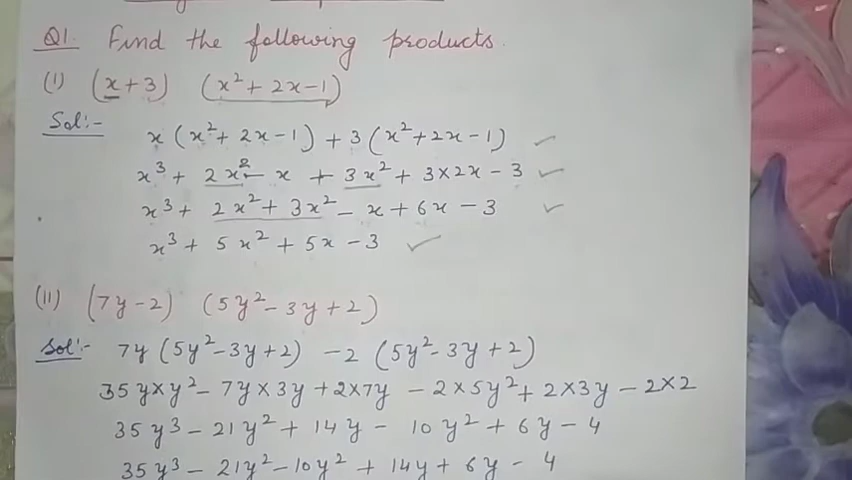 Q1. Find the following products.
(i) (x+3) (x²+2x-1)
Sol:- x(x²+2x-1)+3(x²+2x-1)
x³+2x²-x+3x²+3×2x-3
x³+2x²+3x²-x+6x-3
x³+5x²+5x-3
(ii) (7y-2) (5y²-3y+2)
Sol:- 7y(5y²-3y+2)-2(5y²-3y+2)
35y×y²-7y×3y+2×7y-2×5y²+2×3y-2×2
35y³-21y²+14y-10y²+6y-4
35y³-21y²-10y²+14y+6y-4